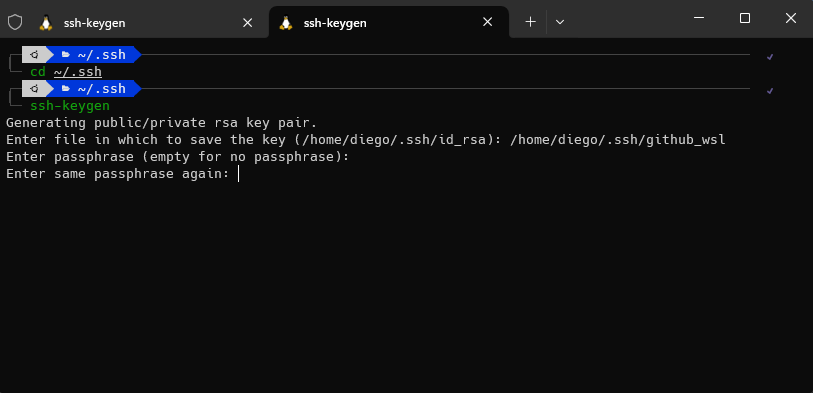 ssh-keygen
ssh-keygen
~/.ssh
cd ~/.ssh
~/.ssh
ssh-keygen
Generating public/private rsa key pair.
Enter file in which to save the key (/home/diego/.ssh/id_rsa): /home/diego/.ssh/github_wsl
Enter passphrase (empty for no passphrase):
Enter same passphrase again: